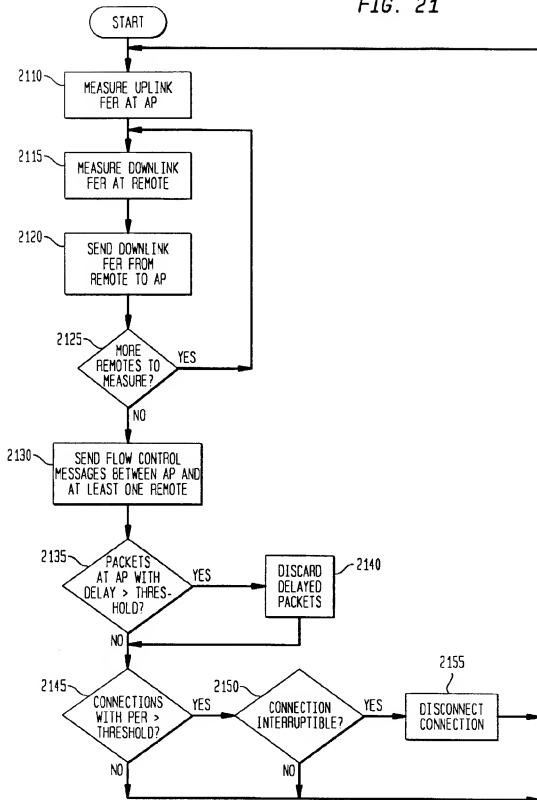 FIG. 21
START
2110
MEASURE UPLINK
FER AT AP
2115
MEASURE DOWNLINK
FER AT REMOTE
2120
SEND DOWNLINK
FER FROM
REMOTE TO AP
2125
MORE
REMOTES TO
MEASURE?
YES
NO
2130
SEND FLOW CONTROL
MESSAGES BETWEEN AP AND
AT LEAST ONE REMOTE
2135
PACKETS
AT AP WITH
DELAY > THRES-
HOLD?
YES
NO
2140
DISCARD
DELAYED
PACKETS
2145
CONNECTIONS
WITH PER >
THRESHOLD?
YES
NO
2150
CONNECTION
INTERRUPTIBLE?
YES
NO
2155
DISCONNECT
CONNECTION